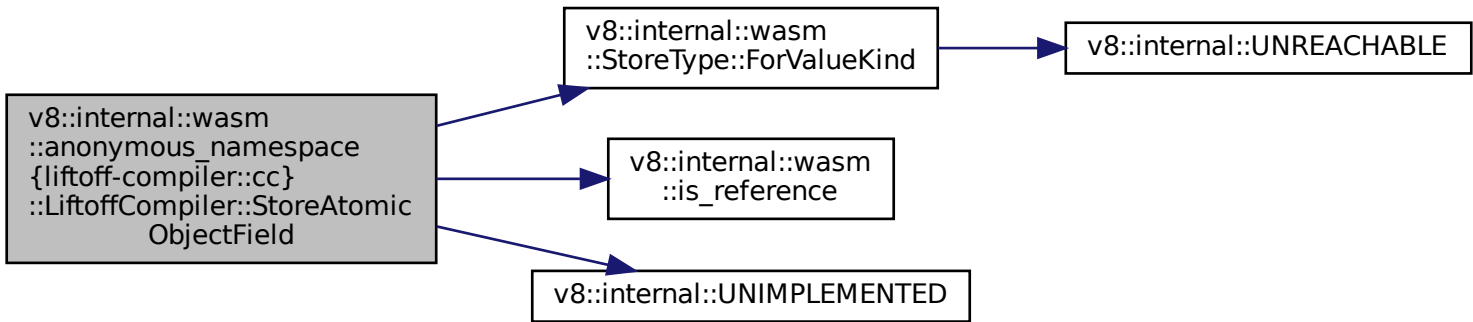 v8::internal::wasm
::anonymous_namespace
{liftoff-compiler::cc}
::LiftoffCompiler::StoreAtomic
ObjectField
v8::internal::wasm
::StoreType::ForValueKind
v8::internal::UNREACHABLE
v8::internal::wasm
::is_reference
v8::internal::UNIMPLEMENTED